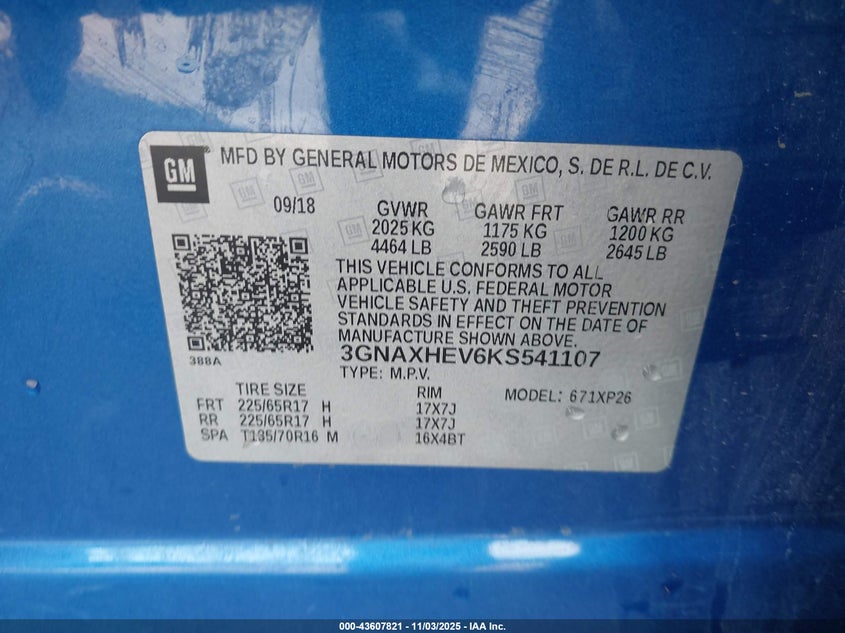 GM MFD BY GENERAL MOTORS DE MEXICO, S. DE R.L. DE C.V.
09/18 GVWR GAWR FRT GAWR RR
2025 KG 1175 KG 1200 KG
4464 LB 2590 LB 2645 LB
THIS VEHICLE CONFORMS TO ALL
APPLICABLE U.S. FEDERAL MOTOR
VEHICLE SAFETY AND THEFT PREVENTION
STANDARDS IN EFFECT ON THE DATE OF
MANUFACTURE SHOWN ABOVE.
388A
3GNAXHEV6KS541107
TYPE: M.P.V.
TIRE SIZE RIM MODEL: 671XP26
FRT 225/65R17 H 17X7J
RR 225/65R17 H 17X7J
SPA T135/70R16 M 16X4BT
000-43607821 - 11/03/2025 - IAA Inc.